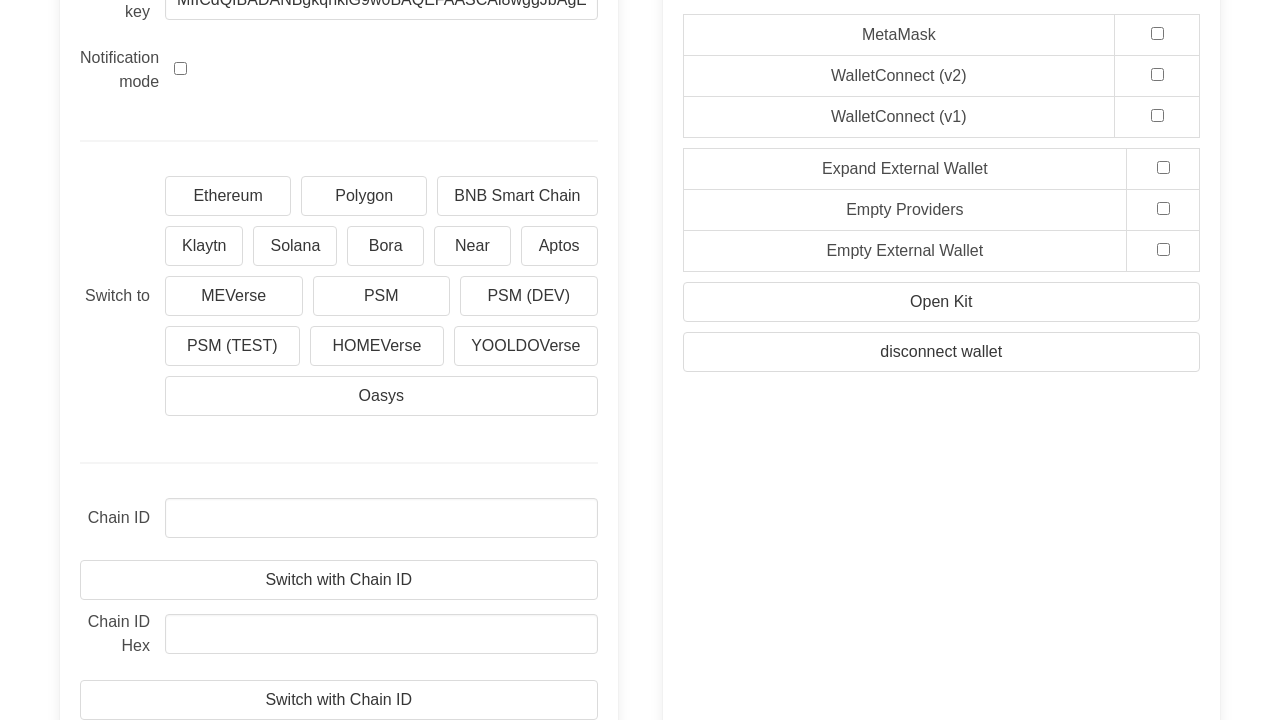 key
Notification
mode
Ethereum
Polygon
BNB Smart Chain
Klaytn
Solana
Bora
Near
Aptos
Switch to
MEVerse
PSM
PSM (DEV)
PSM (TEST)
HOMEVerse
YOOLDOVerse
Oasys
Chain ID
Switch with Chain ID
Chain ID
Hex
Switch with Chain ID
MetaMask
WalletConnect (v2)
WalletConnect (v1)
Expand External Wallet
Empty Providers
Empty External Wallet
Open Kit
disconnect wallet